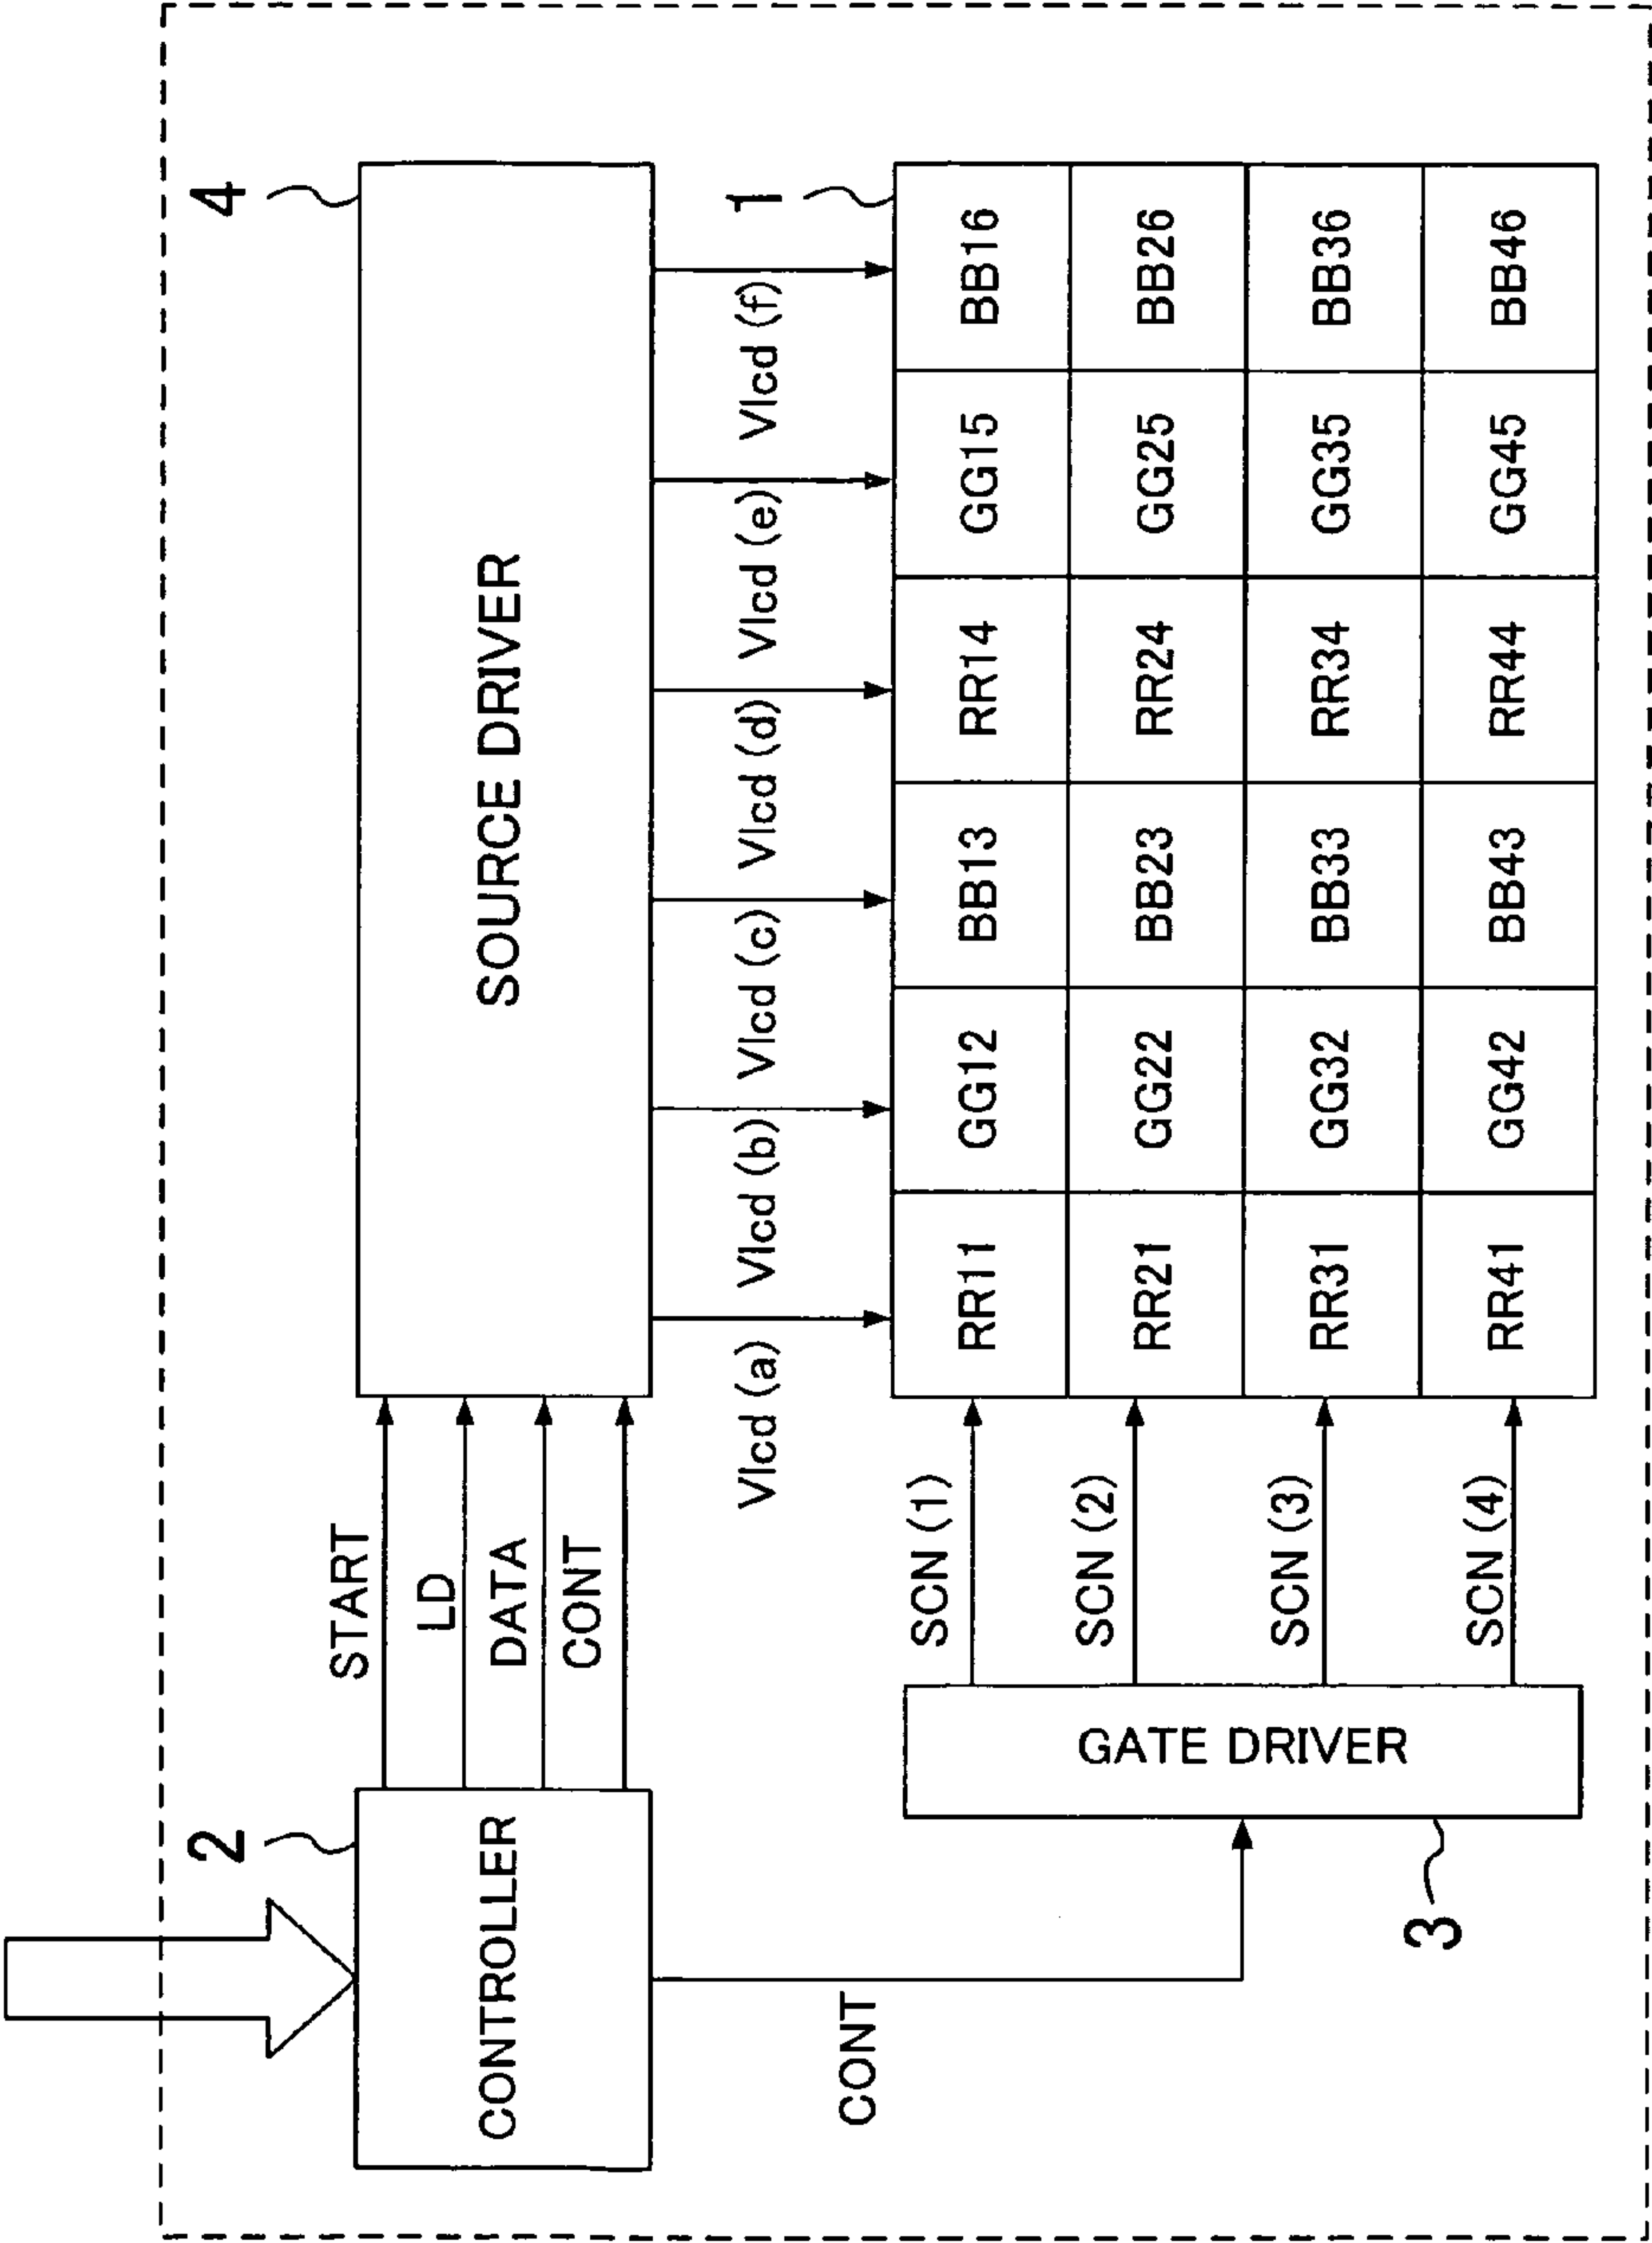 2
CONTROLLER
START
LD
DATA
CONT
4
SOURCE DRIVER
CONT
Vlcd (a)
Vlcd (b)
Vlcd (c)
Vlcd (d)
Vlcd (e)
Vlcd (f)
1
GATE DRIVER
3
SCN (1)
SCN (2)
SCN (3)
SCN (4)
RR11 GG12 BB13 RR14 GG15 BB16
RR21 GG22 BB23 RR24 GG25 BB26
RR31 GG32 BB33 RR34 GG35 BB36
RR41 GG42 BB43 RR44 GG45 BB46